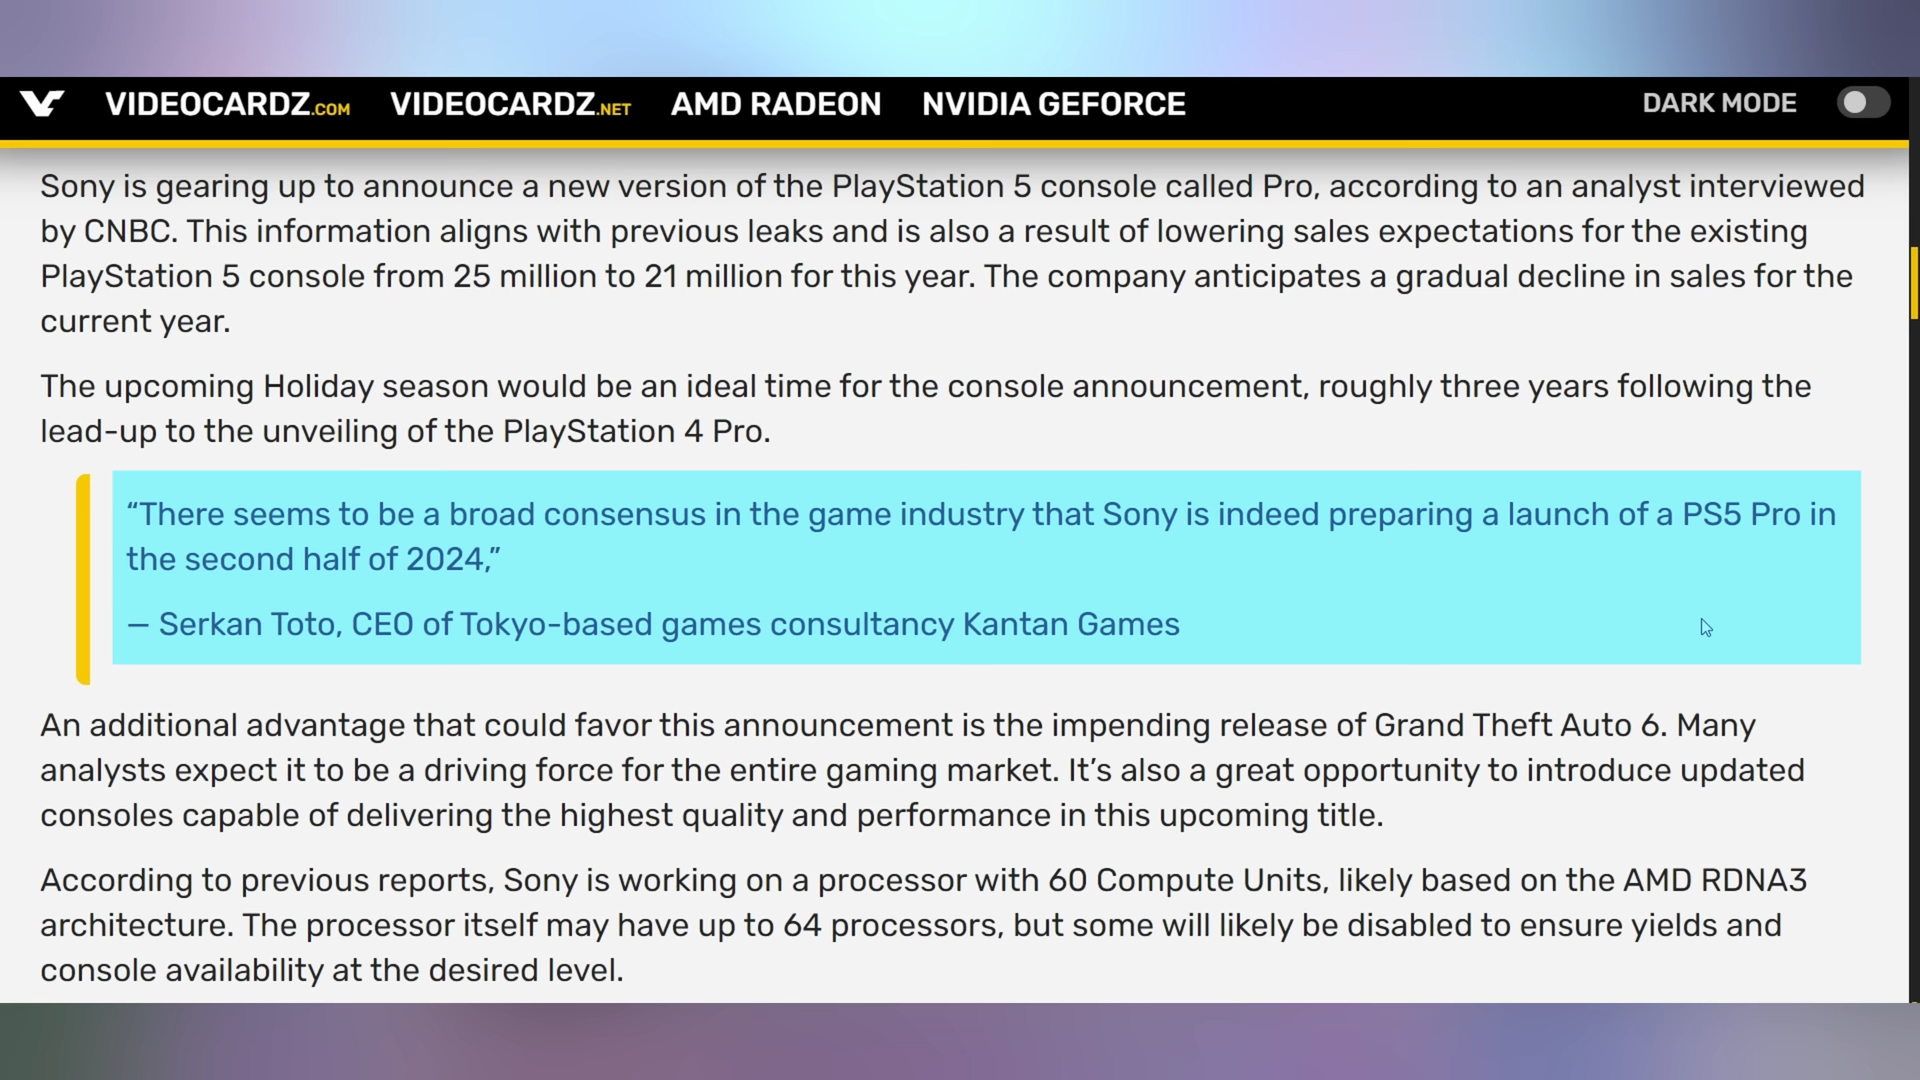 VIDEOCARDZ.COM VIDEOCARDZ.NET AMD RADEON NVIDIA GEFORCE DARK MODE
Sony is gearing up to announce a new version of the PlayStation 5 console called Pro, according to an analyst interviewed
by CNBC. This information aligns with previous leaks and is also a result of lowering sales expectations for the existing
PlayStation 5 console from 25 million to 21 million for this year. The company anticipates a gradual decline in sales for the
current year.
The upcoming Holiday season would be an ideal time for the console announcement, roughly three years following the
lead-up to the unveiling of the PlayStation 4 Pro.
“There seems to be a broad consensus in the game industry that Sony is indeed preparing a launch of a PS5 Pro in
the second half of 2024,”
— Serkan Toto, CEO of Tokyo-based games consultancy Kantan Games
An additional advantage that could favor this announcement is the impending release of Grand Theft Auto 6. Many
analysts expect it to be a driving force for the entire gaming market. It’s also a great opportunity to introduce updated
consoles capable of delivering the highest quality and performance in this upcoming title.
According to previous reports, Sony is working on a processor with 60 Compute Units, likely based on the AMD RDNA3
architecture. The processor itself may have up to 64 processors, but some will likely be disabled to ensure yields and
console availability at the desired level.